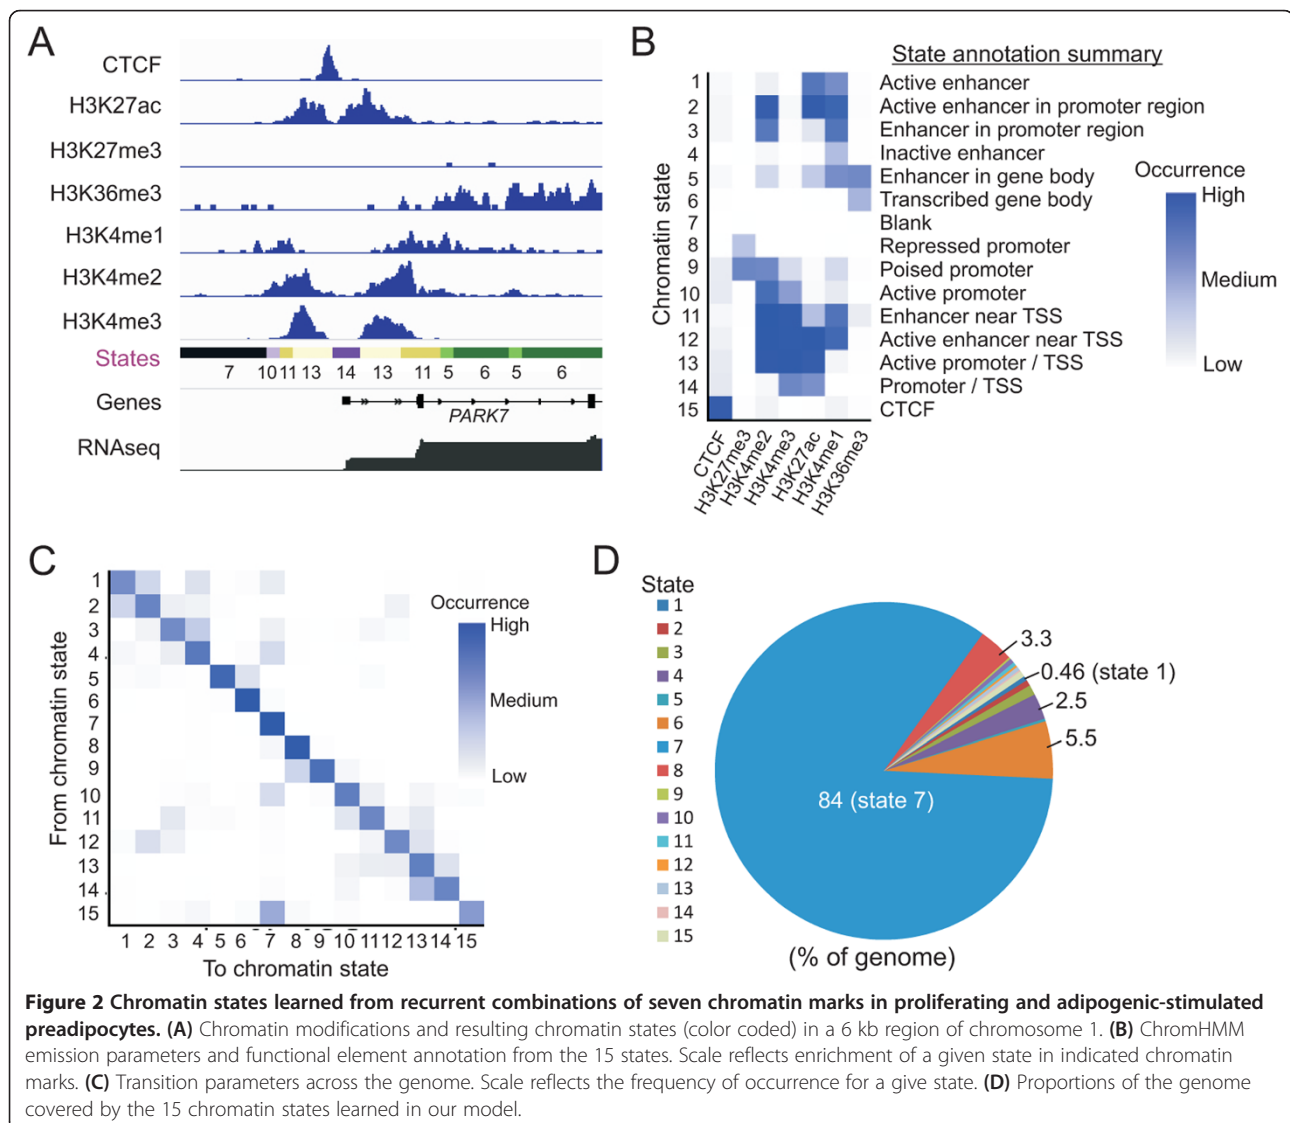 A
CTCF
H3K27ac
H3K27me3
H3K36me3
H3K4me1
H3K4me2
H3K4me3
States
7 10 11 13 14 13 11 5 6 5 6
Genes
PARK7
RNAseq
B
State annotation summary
Chromatin state
1 Active enhancer
2 Active enhancer in promoter region
3 Enhancer in promoter region
4 Inactive enhancer
5 Enhancer in gene body
6 Transcribed gene body
7 Blank
8 Repressed promoter
9 Poised promoter
10 Active promoter
11 Enhancer near TSS
12 Active enhancer near TSS
13 Active promoter / TSS
14 Promoter / TSS
15 CTCF
CTCF
H3K27me3
H3K4me2
H3K4me3
H3K27ac
H3K4me1
H3K36me3
Occurrence
High
Medium
Low
C
From chromatin state
1
2
3
4
5
6
7
8
9
10
11
12
13
14
15
1 2 3 4 5 6 7 8 9 10 11 12 13 14 15
To chromatin state
Occurrence
High
Medium
Low
D
State
1
2
3
4
5
6
7
8
9
10
11
12
13
14
15
3.3
0.46 (state 1)
2.5
5.5
84 (state 7)
(% of genome)
Figure 2 Chromatin states learned from recurrent combinations of seven chromatin marks in proliferating and adipogenic-stimulated
preadipocytes. (A) Chromatin modifications and resulting chromatin states (color coded) in a 6 kb region of chromosome 1. (B) ChromHMM
emission parameters and functional element annotation from the 15 states. Scale reflects enrichment of a given state in indicated chromatin
marks. (C) Transition parameters across the genome. Scale reflects the frequency of occurrence for a give state. (D) Proportions of the genome
covered by the 15 chromatin states learned in our model.